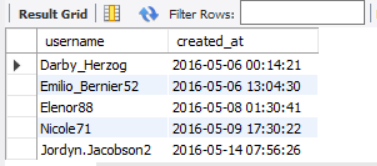 Result Grid Filter Rows:
username created_at
Darby_Herzog 2016-05-06 00:14:21
Emilio_Bernier52 2016-05-06 13:04:30
Elenor88 2016-05-08 01:30:41
Nicole71 2016-05-09 17:30:22
Jordyn.Jacobson2 2016-05-14 07:56:26